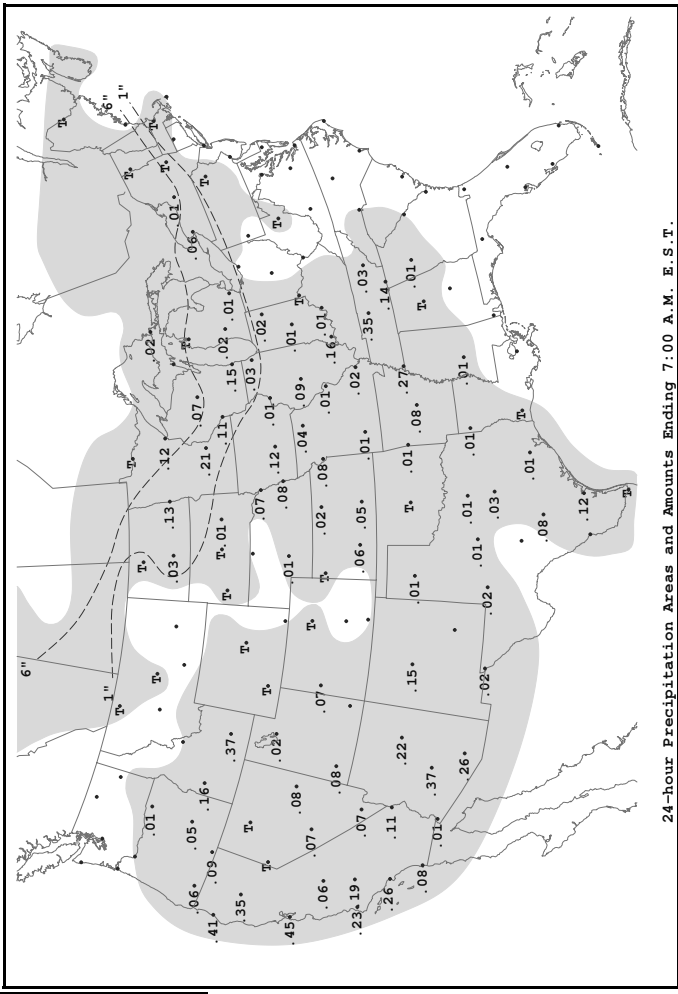 6"
T
1" 6"
T 1"
T T
T
.01 .02 T
T
.12 T
.03 .13 .01
T
.06 .05 .07 .06
.16 .21 T
.41 .09
T .01 .11 .02
.37 T .15 .01
.35 T
T .03
.07 .02
T T .01
.02 .12 T
.08
.45 .01 .01
.08 .09 T
.04
.07 T
.06 .07 T .02 .08 .01 .01
.08 .16
.23 .19 .06 .02
.07 .05 .01 .03
.35
.26 .14
.11
.22 .27
.15 .01 T .01 .08 .01
.08 T
.37
.01
.26 .01
.01 .01
.01
.02 .02
.03
T
.01
.08
.12
T
24-hour Precipitation Areas and Amounts Ending 7:00 A.M. E.S.T.